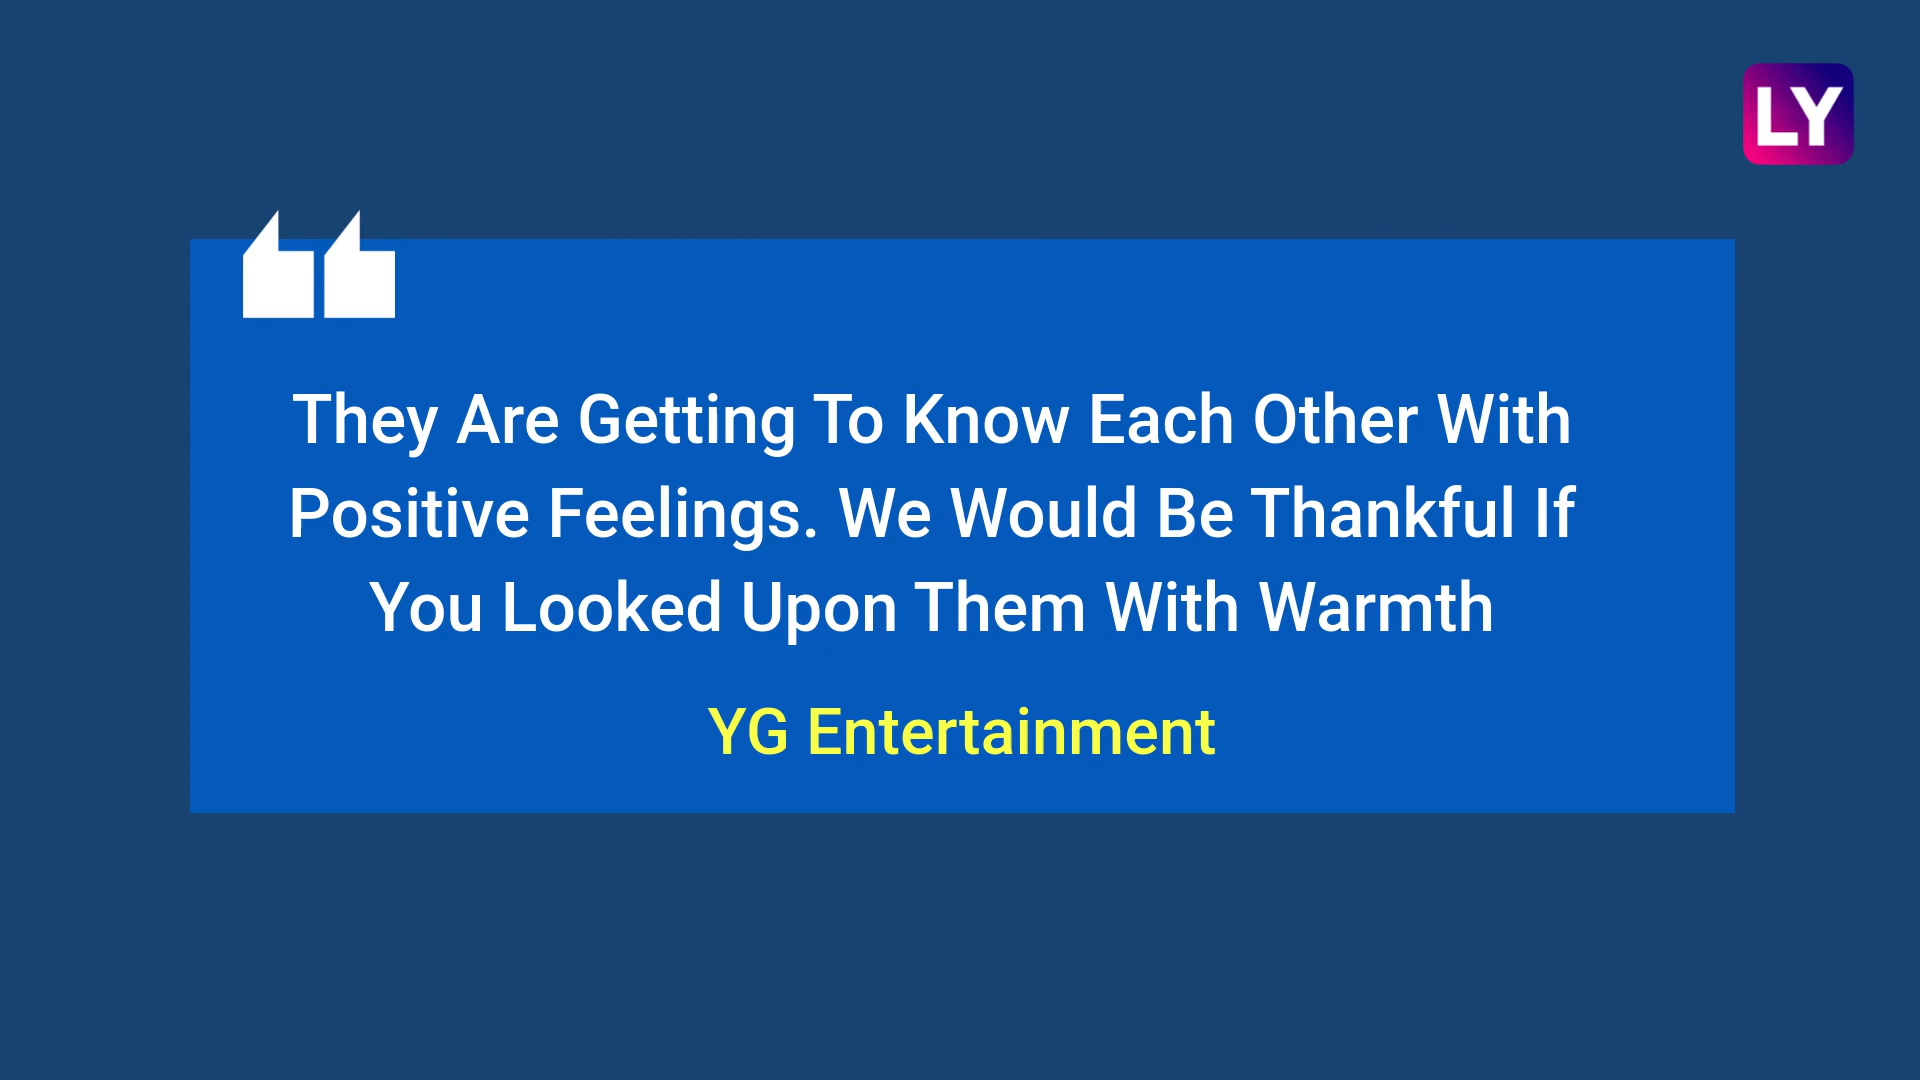 LY
They Are Getting To Know Each Other With
Positive Feelings. We Would Be Thankful If
You Looked Upon Them With Warmth
YG Entertainment